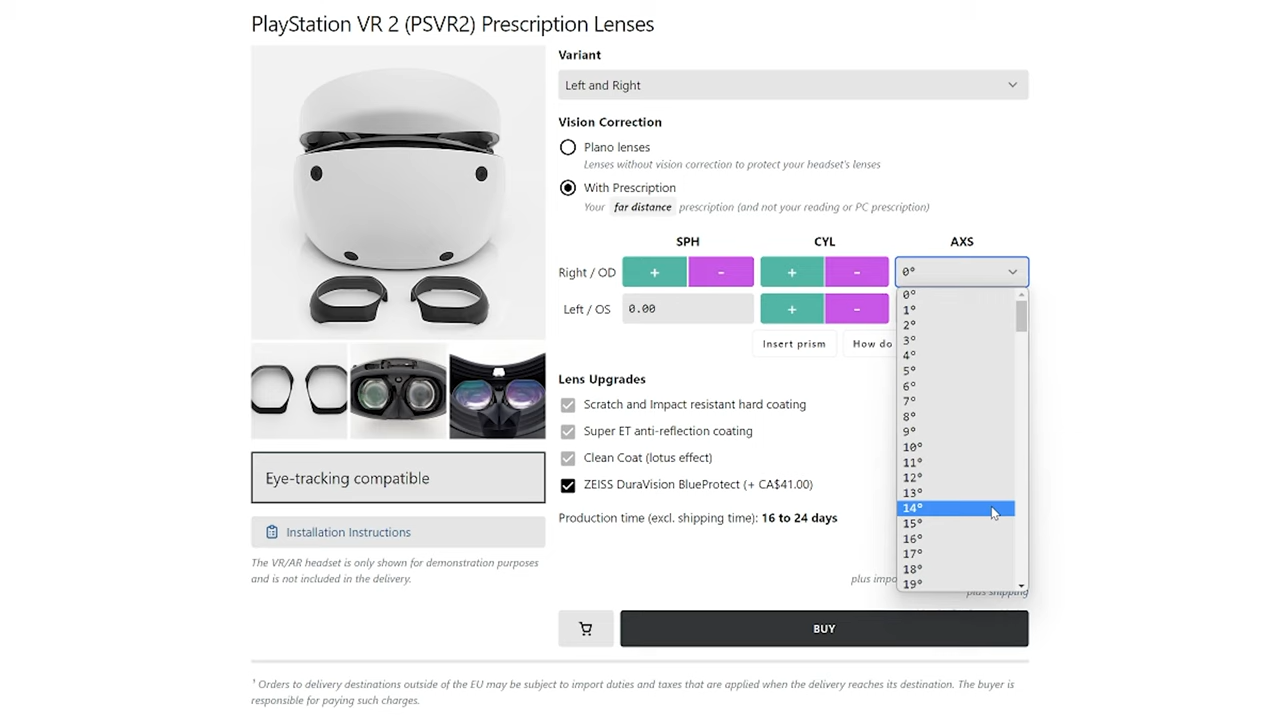 PlayStation VR 2 (PSVR2) Prescription Lenses
Variant
Left and Right
Vision Correction
Plano lenses
Lenses without vision correction to protect your headset's lenses
With Prescription
Your far distance prescription (and not your reading or PC prescription)
SPH CYL AXS
Right / OD + - + - 0°
Left / OS 0.00 + -
Insert prism How do
0°
1°
2°
3°
4°
5°
6°
7°
8°
9°
10°
11°
12°
13°
14°
15°
16°
17°
18°
19°
Lens Upgrades
Scratch and Impact resistant hard coating
Super ET anti-reflection coating
Clean Coat (lotus effect)
ZEISS DuraVision BlueProtect (+ CA$41.00)
Production time (excl. shipping time): 16 to 24 days
plus impo
plus shipping
BUY
Eye-tracking compatible
Installation Instructions
The VR/AR headset is only shown for demonstration purposes
and is not included in the delivery.
¹ Orders to delivery destinations outside of the EU may be subject to import duties and taxes that are applied when the delivery reaches its destination. The buyer is
responsible for paying such charges.